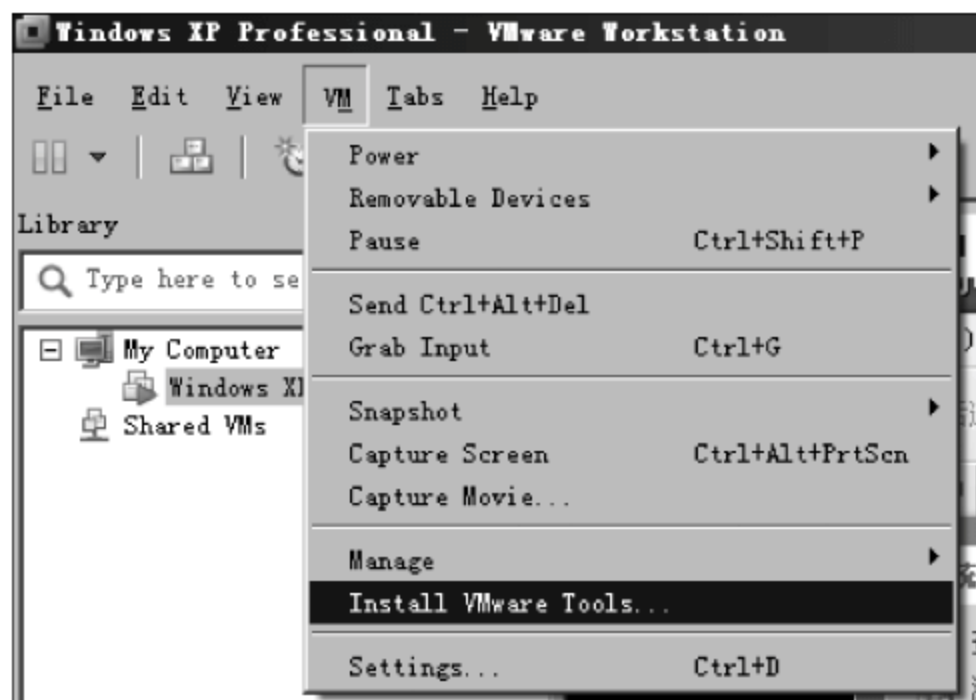 Windows XP Professional - VMware Workstation
File Edit View VM Tabs Help
Library
Type here to se
My Computer
Windows XP
Shared VMs
Power
Removable Devices
Pause Ctrl+Shift+P
Send Ctrl+Alt+Del
Grab Input Ctrl+G
Snapshot
Capture Screen Ctrl+Alt+PrtScn
Capture Movie...
Manage
Install VMware Tools...
Settings... Ctrl+D